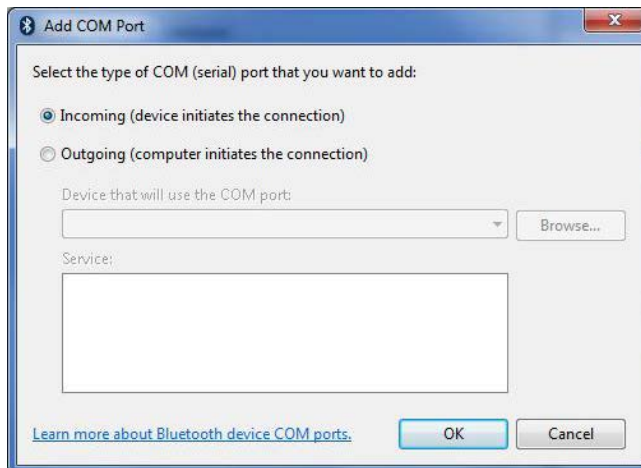 Add COM Port
Select the type of COM (serial) port that you want to add:
Incoming (device initiates the connection)
Outgoing (computer initiates the connection)
Device that will use the COM port:
Browse...
Service:
Learn more about Bluetooth device COM ports.
OK
Cancel